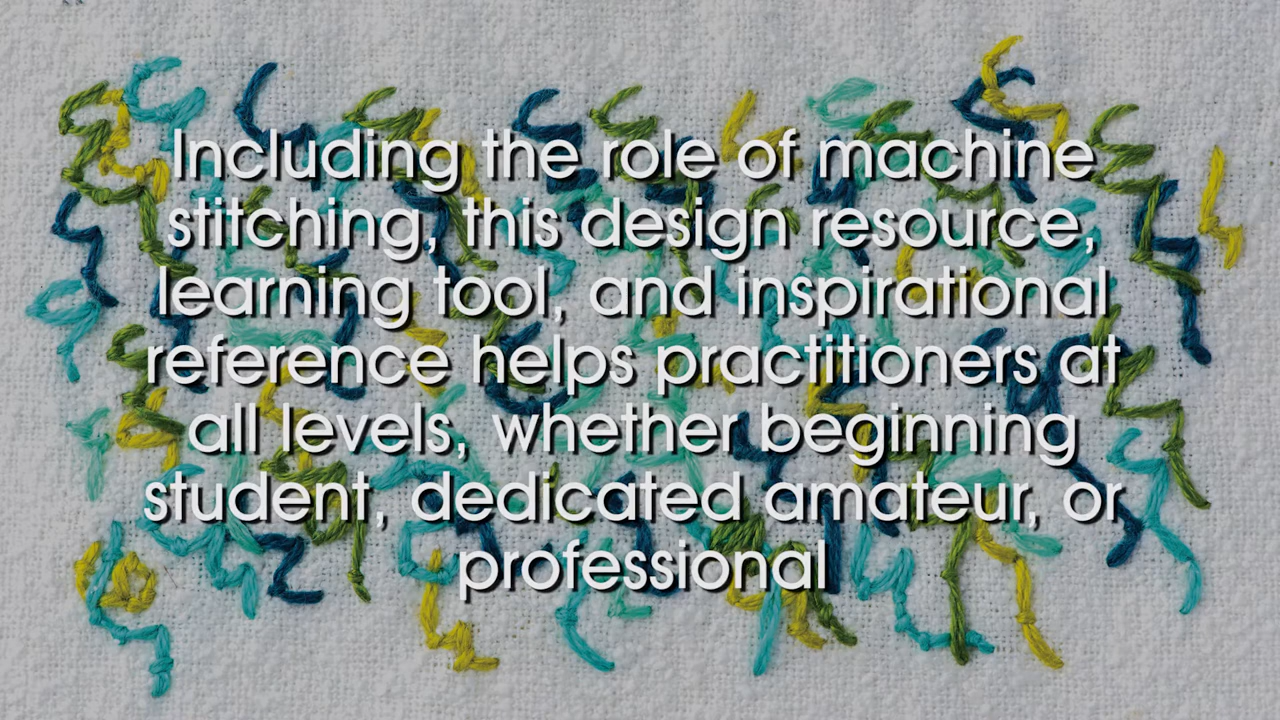 Including the role of machine
stitching, this design resource,
learning tool, and inspirational
reference helps practitioners at
all levels, whether beginning
student, dedicated amateur, or
professional